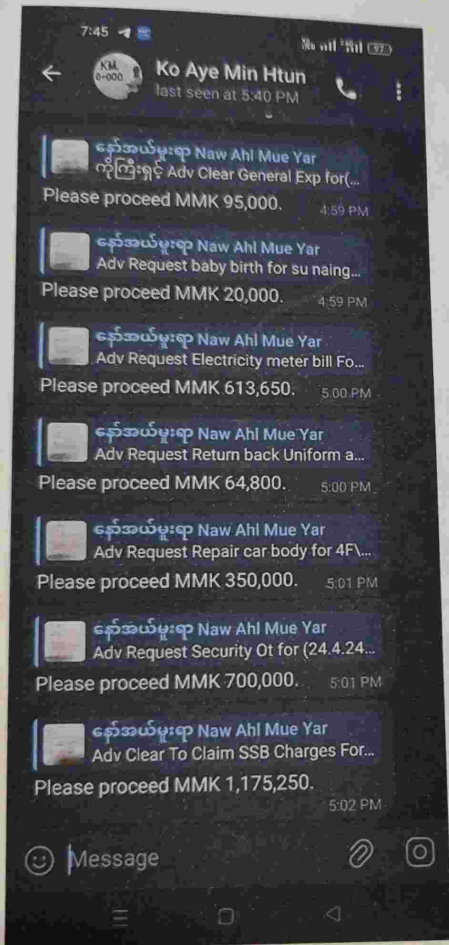 7:45
97
KM.
0-000
Ko Aye Min Htun
last seen at 5:40 PM
နော်အယ်မူးရာ Naw Ahl Mue Yar
ကိုကြီးရှင့် Adv Clear General Exp for(...
Please proceed MMK 95,000. 4:59 PM
နော်အယ်မူးရာ Naw Ahl Mue Yar
Adv Request baby birth for su naing...
Please proceed MMK 20,000. 4:59 PM
နော်အယ်မူးရာ Naw Ahl Mue Yar
Adv Request Electricity meter bill Fo...
Please proceed MMK 613,650. 5:00 PM
နော်အယ်မူးရာ Naw Ahl Mue Yar
Adv Request Return back Uniform a...
Please proceed MMK 64,800. 5:00 PM
နော်အယ်မူးရာ Naw Ahl Mue Yar
Adv Request Repair car body for 4F\...
Please proceed MMK 350,000. 5:01 PM
နော်အယ်မူးရာ Naw Ahl Mue Yar
Adv Request Security Ot for (24.4.24...
Please proceed MMK 700,000. 5:01 PM
နော်အယ်မူးရာ Naw Ahl Mue Yar
Adv Clear To Claim SSB Charges For...
Please proceed MMK 1,175,250.
5:02 PM
Message